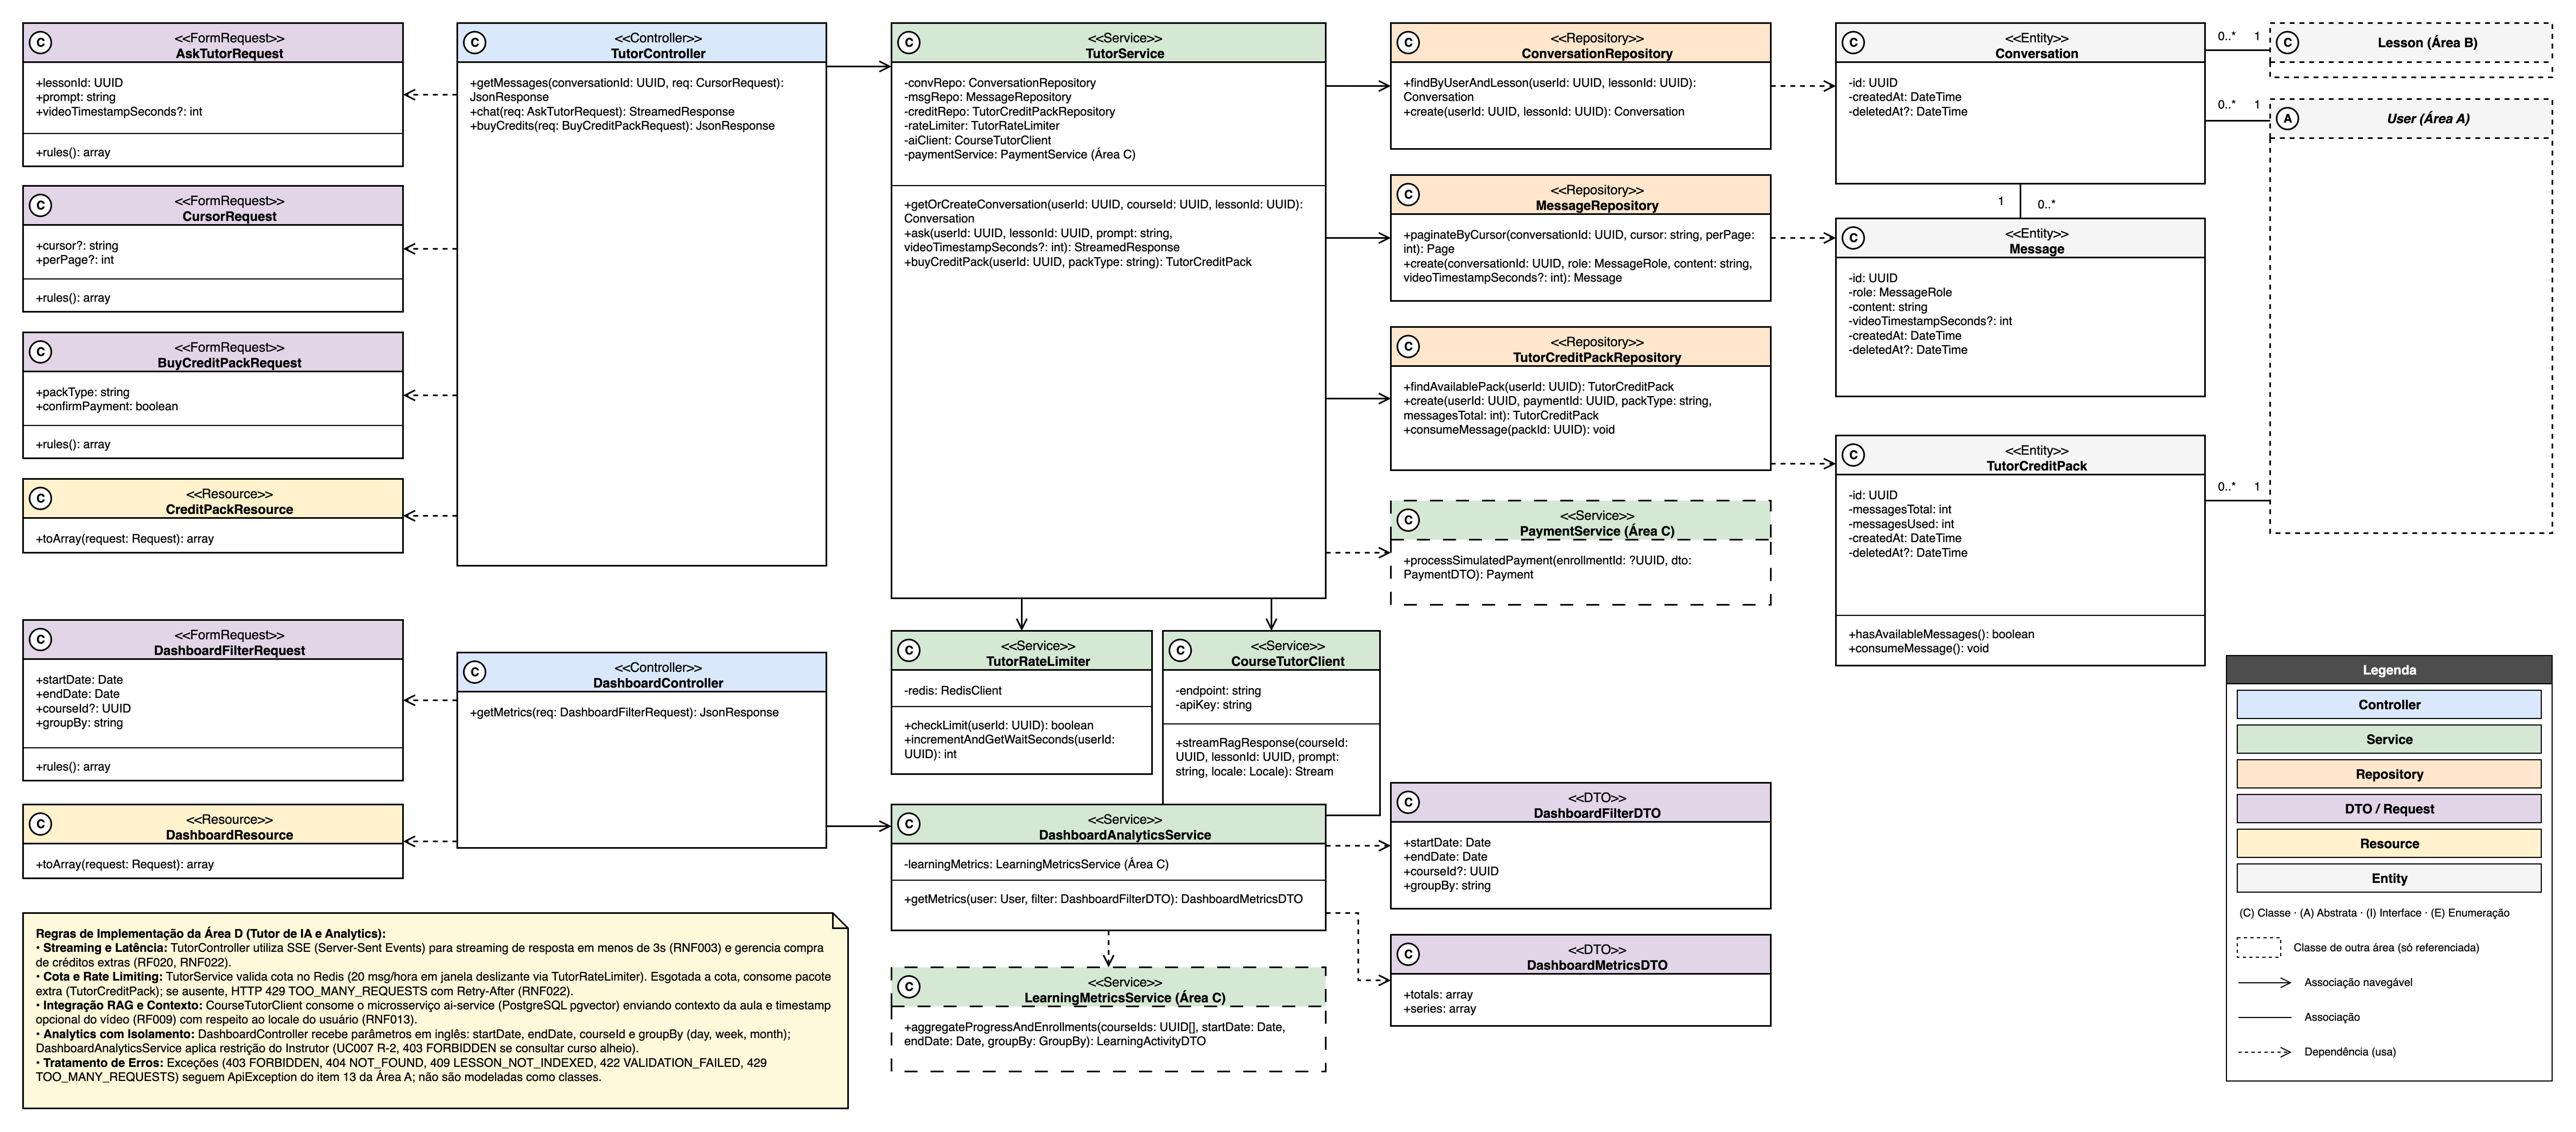 C
<<FormRequest>>
AskTutorRequest
+lessonId: UUID
+prompt: string
+videoTimestampSeconds?: int
+rules(): array
C
<<FormRequest>>
CursorRequest
+cursor?: string
+perPage?: int
+rules(): array
C
<<FormRequest>>
BuyCreditPackRequest
+packType: string
+confirmPayment: boolean
+rules(): array
C
<<Resource>>
CreditPackResource
+toArray(request: Request): array
C
<<FormRequest>>
DashboardFilterRequest
+startDate: Date
+endDate: Date
+courseId?: UUID
+groupBy: string
+rules(): array
C
<<Resource>>
DashboardResource
+toArray(request: Request): array
C
<<Controller>>
TutorController
+getMessages(conversationId: UUID, req: CursorRequest):
JsonResponse
+chat(req: AskTutorRequest): StreamedResponse
+buyCredits(req: BuyCreditPackRequest): JsonResponse
C
<<Controller>>
DashboardController
+getMetrics(req: DashboardFilterRequest): JsonResponse
C
<<Service>>
TutorService
-convRepo: ConversationRepository
-msgRepo: MessageRepository
-creditRepo: TutorCreditPackRepository
-rateLimiter: TutorRateLimiter
-aiClient: CourseTutorClient
-paymentService: PaymentService (Área C)
+getOrCreateConversation(userId: UUID, courseId: UUID, lessonId: UUID):
Conversation
+ask(userId: UUID, lessonId: UUID, prompt: string,
videoTimestampSeconds?: int): StreamedResponse
+buyCreditPack(userId: UUID, packType: string): TutorCreditPack
C
<<Service>>
TutorRateLimiter
-redis: RedisClient
+checkLimit(userId: UUID): boolean
+incrementAndGetWaitSeconds(userId:
UUID): int
C
<<Service>>
CourseTutorClient
-endpoint: string
-apiKey: string
+streamRagResponse(courseId:
UUID, lessonId: UUID, prompt:
string, locale: Locale): Stream
C
<<Service>>
DashboardAnalyticsService
-learningMetrics: LearningMetricsService (Área C)
+getMetrics(user: User, filter: DashboardFilterDTO): DashboardMetricsDTO
C
<<Service>>
LearningMetricsService (Área C)
+aggregateProgressAndEnrollments(courseIds: UUID[], startDate: Date,
endDate: Date, groupBy: GroupBy): LearningActivityDTO
C
<<Repository>>
ConversationRepository
+findByUserAndLesson(userId: UUID, lessonId: UUID):
Conversation
+create(userId: UUID, lessonId: UUID): Conversation
C
<<Repository>>
MessageRepository
+paginateByCursor(conversationId: UUID, cursor: string, perPage:
int): Page
+create(conversationId: UUID, role: MessageRole, content: string,
videoTimestampSeconds?: int): Message
C
<<Repository>>
TutorCreditPackRepository
+findAvailablePack(userId: UUID): TutorCreditPack
+create(userId: UUID, paymentId: UUID, packType: string,
messagesTotal: int): TutorCreditPack
+consumeMessage(packId: UUID): void
C
<<Service>>
PaymentService (Área C)
+processSimulatedPayment(enrollmentId: ?UUID, dto:
PaymentDTO): Payment
C
<<DTO>>
DashboardFilterDTO
+startDate: Date
+endDate: Date
+courseId?: UUID
+groupBy: string
C
<<DTO>>
DashboardMetricsDTO
+totals: array
+series: array
C
<<Entity>>
Conversation
-id: UUID
-createdAt: DateTime
-deletedAt?: DateTime
1
0..*
C
<<Entity>>
Message
-id: UUID
-role: MessageRole
-content: string
-videoTimestampSeconds?: int
-createdAt: DateTime
-deletedAt?: DateTime
C
<<Entity>>
TutorCreditPack
-id: UUID
-messagesTotal: int
-messagesUsed: int
-createdAt: DateTime
-deletedAt?: DateTime
+hasAvailableMessages(): boolean
+consumeMessage(): void
0..* 1
C
Lesson (Área B)
0..* 1
A
User (Área A)
0..* 1
Legenda
Controller
Service
Repository
DTO / Request
Resource
Entity
(C) Classe · (A) Abstrata · (I) Interface · (E) Enumeração
Classe de outra área (só referenciada)
Associação navegável
Associação
Dependência (usa)
Regras de Implementação da Área D (Tutor de IA e Analytics):
• Streaming e Latência: TutorController utiliza SSE (Server-Sent Events) para streaming de resposta em menos de 3s (RNF003) e gerencia compra
de créditos extras (RF020, RNF022).
• Cota e Rate Limiting: TutorService valida cota no Redis (20 msg/hora em janela deslizante via TutorRateLimiter). Esgotada a cota, consome pacote
extra (TutorCreditPack); se ausente, HTTP 429 TOO_MANY_REQUESTS com Retry-After (RNF022).
• Integração RAG e Contexto: CourseTutorClient consome o microsserviço ai-service (PostgreSQL pgvector) enviando contexto da aula e timestamp
opcional do vídeo (RF009) com respeito ao locale do usuário (RNF013).
• Analytics com Isolamento: DashboardController recebe parâmetros em inglês: startDate, endDate, courseId e groupBy (day, week, month);
DashboardAnalyticsService aplica restrição do Instrutor (UC007 R-2, 403 FORBIDDEN se consultar curso alheio).
• Tratamento de Erros: Exceções (403 FORBIDDEN, 404 NOT_FOUND, 409 LESSON_NOT_INDEXED, 422 VALIDATION_FAILED, 429
TOO_MANY_REQUESTS) seguem ApiException do item 13 da Área A; não são modeladas como classes.